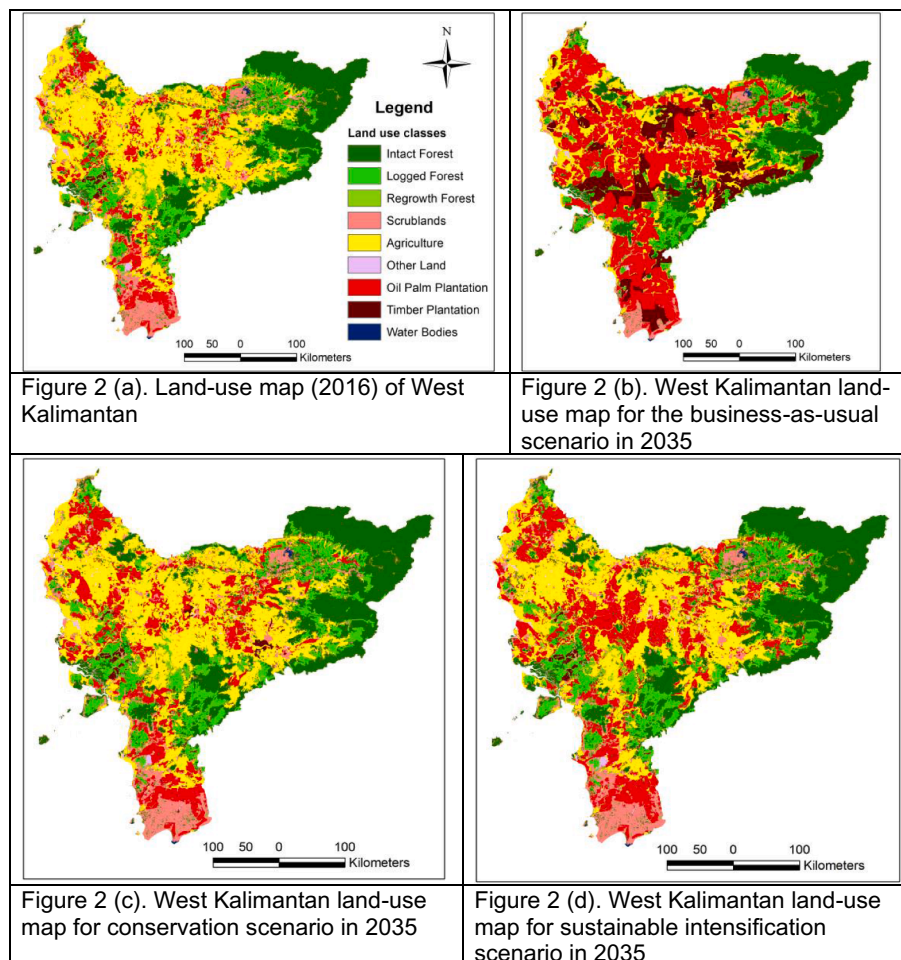 N
Legend
Land use classes
Intact Forest
Logged Forest
Regrowth Forest
Scrublands
Agriculture
Other Land
Oil Palm Plantation
Timber Plantation
Water Bodies
100 50 0 100
Kilometers
100 50 0 100
Kilometers
Figure 2 (a). Land-use map (2016) of West
Kalimantan
Figure 2 (b). West Kalimantan land-
use map for the business-as-usual
scenario in 2035
100 50 0 100
Kilometers
100 50 0 100
Kilometers
Figure 2 (c). West Kalimantan land-use
map for conservation scenario in 2035
Figure 2 (d). West Kalimantan land-use
map for sustainable intensification
scenario in 2035